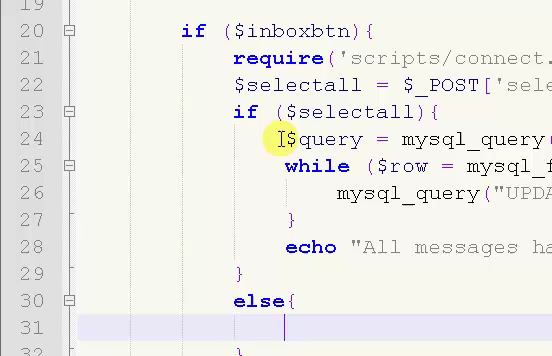 19
20 if ($inboxbtn){
21 require('scripts/connect.
22 $selectall = $_POST['sele
23 if ($selectall){
24 $query = mysql_query(
25 while ($row = mysql_f
26 mysql_query("UPDA
27 }
28 echo "All messages ha
29 }
30 else{
31
}